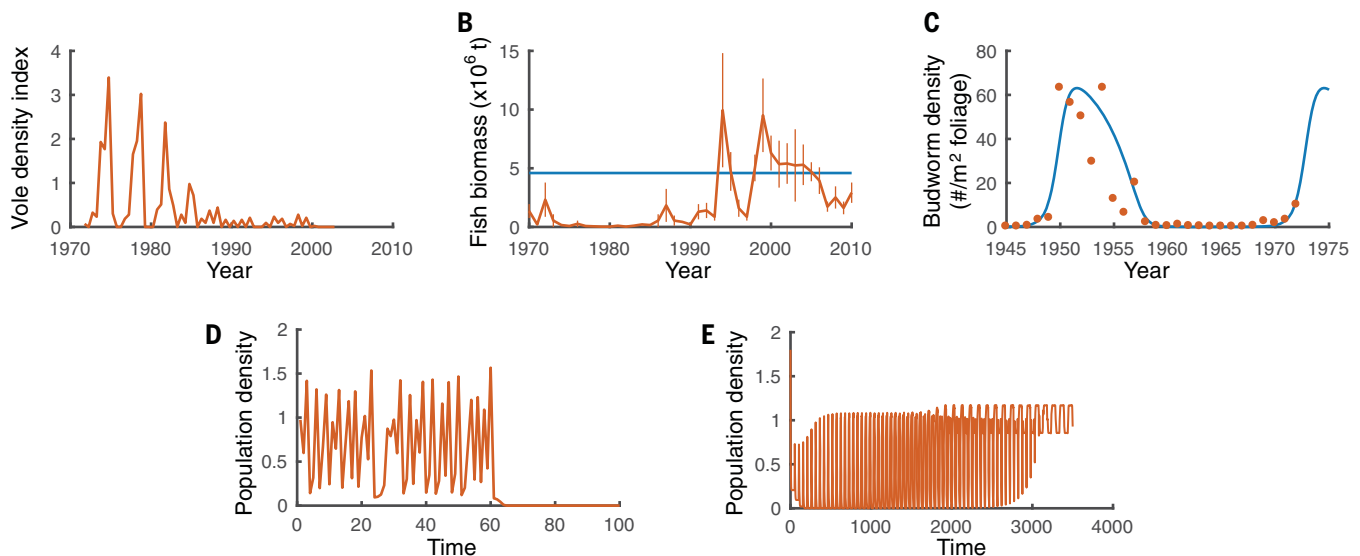 Vole density index
4
3
2
1
0
1970 1980 1990 2000 2010
Year
B
Fish biomass (x10⁶ t)
15
10
5
0
1970 1980 1990 2000 2010
Year
C
Budworm density
(#/m² foliage)
80
60
40
20
0
1945 1950 1955 1960 1965 1970 1975
Year
D
Population density
2
1.5
1
0.5
0
0 20 40 60 80 100
Time
E
Population density
2
1.5
1
0.5
0
0 1000 2000 3000 4000
Time